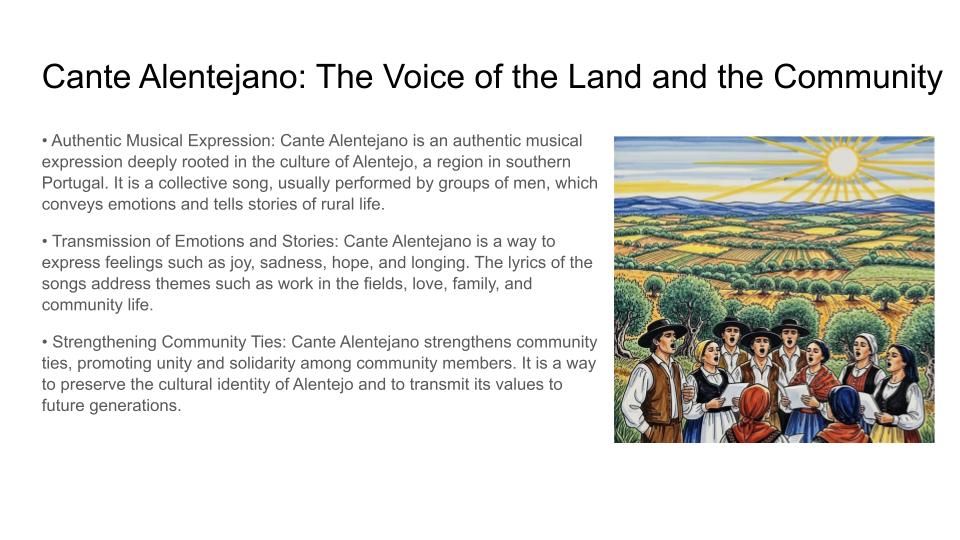 Cante Alentejano: The Voice of the Land and the Community
• Authentic Musical Expression: Cante Alentejano is an authentic musical
expression deeply rooted in the culture of Alentejo, a region in southern
Portugal. It is a collective song, usually performed by groups of men, which
conveys emotions and tells stories of rural life.
• Transmission of Emotions and Stories: Cante Alentejano is a way to
express feelings such as joy, sadness, hope, and longing. The lyrics of the
songs address themes such as work in the fields, love, family, and
community life.
• Strengthening Community Ties: Cante Alentejano strengthens community
ties, promoting unity and solidarity among community members. It is a way
to preserve the cultural identity of Alentejo and to transmit its values to
future generations.